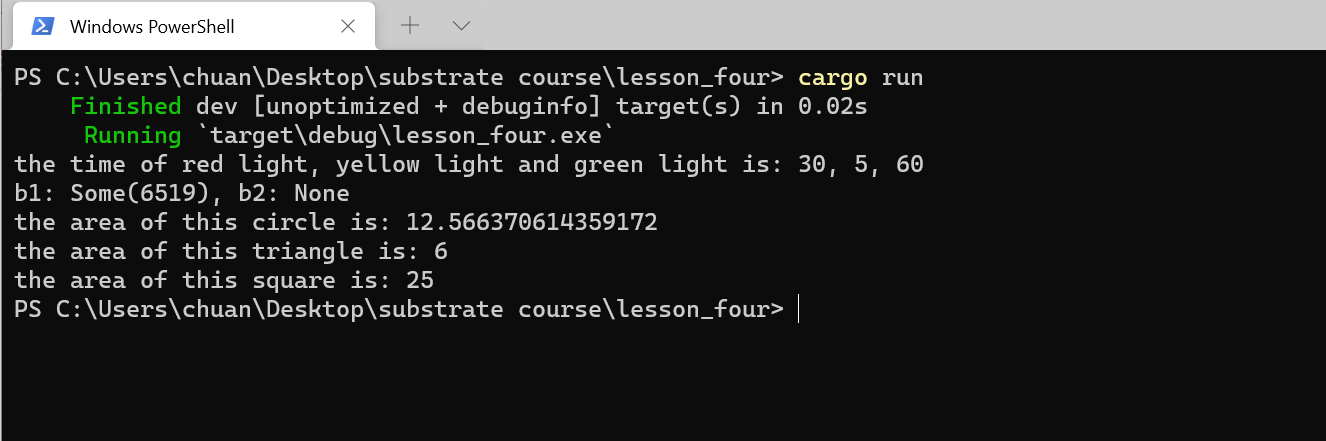 Windows PowerShell
PS C:\Users\chuan\Desktop\substrate course\lesson_four> cargo run
Finished dev [unoptimized + debuginfo] target(s) in 0.02s
Running `target\debug\lesson_four.exe`
the time of red light, yellow light and green light is: 30, 5, 60
b1: Some(6519), b2: None
the area of this circle is: 12.566370614359172
the area of this triangle is: 6
the area of this square is: 25
PS C:\Users\chuan\Desktop\substrate course\lesson_four>